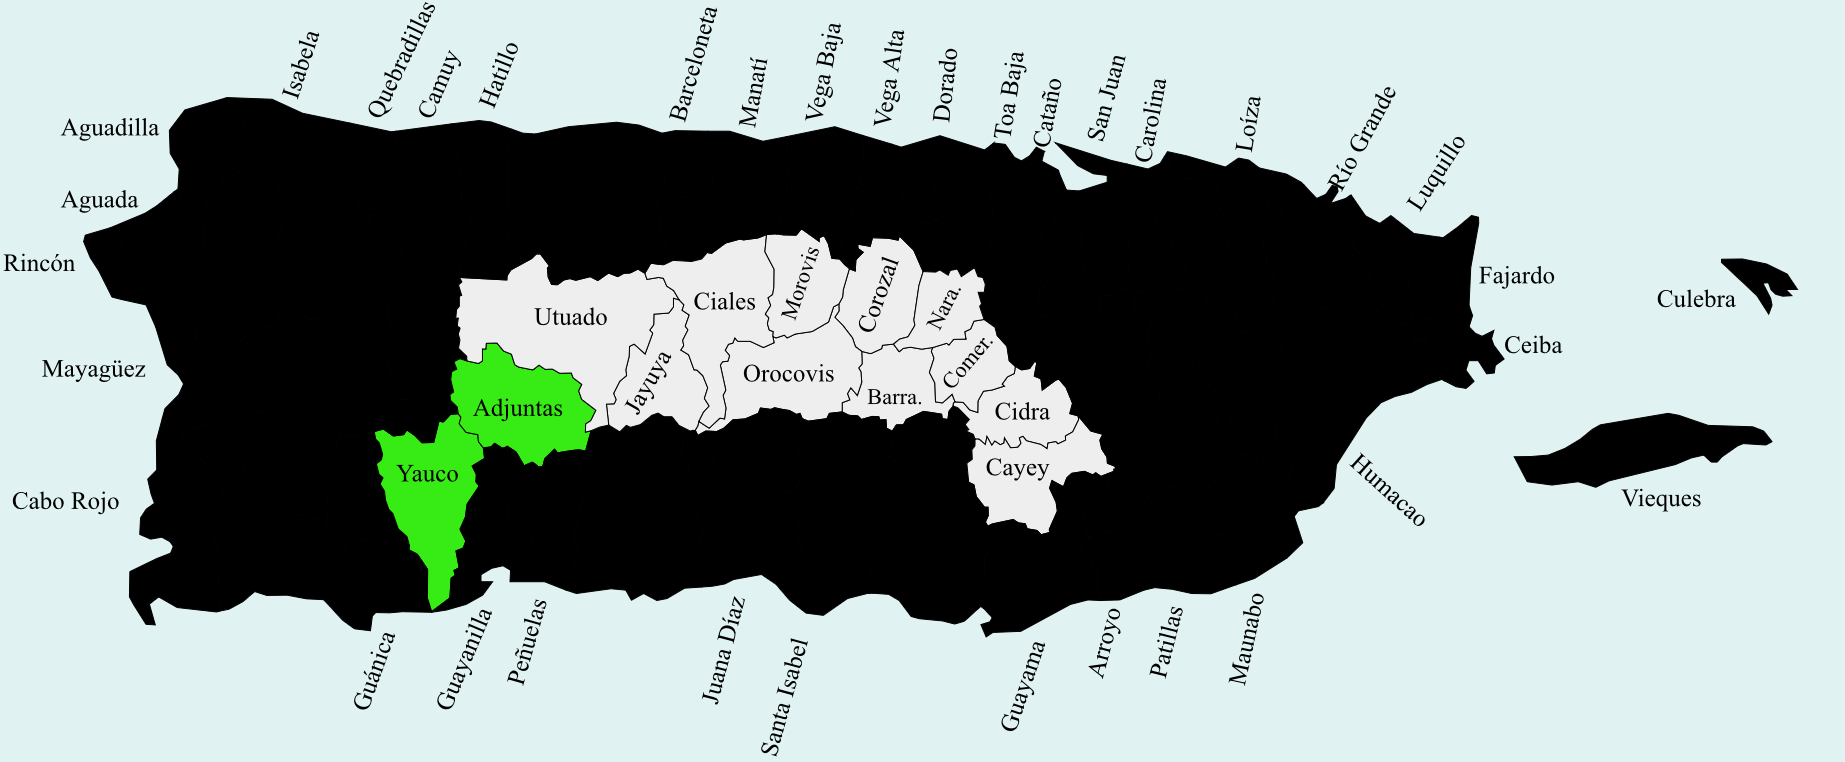 Isabela
Quebradillas
Camuy
Hatillo
Barceloneta
Manatí
Vega Baja
Vega Alta
Dorado
Toa Baja
Cataño
San Juan
Carolina
Loíza
Río Grande
Luquillo
Aguadilla
Aguada
Rincón
Mayagüez
Cabo Rojo
Utuado
Ciales
Morovis
Corozal
Nara.
Jayuya
Orocovis
Barra.
Comer.
Adjuntas
Cidra
Yauco
Cayey
Fajardo
Culebra
Ceiba
Humacao
Vieques
Guánica
Guayanilla
Peñuelas
Juana Díaz
Santa Isabel
Guayama
Arroyo
Patillas
Maunabo